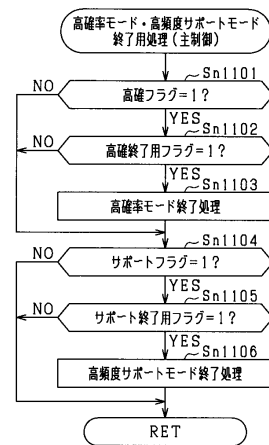 高確率モード・高頻度サポートモード
終了用処理(主制御)
Sn1101
NO
高確フラグ=1?
YES
Sn1102
NO
高確終了用フラグ=1?
YES
Sn1103
高確率モード終了処理
Sn1104
NO
サポートフラグ=1?
YES
Sn1105
NO
サポート終了用フラグ=1?
YES
Sn1106
高頻度サポートモード終了処理
RET